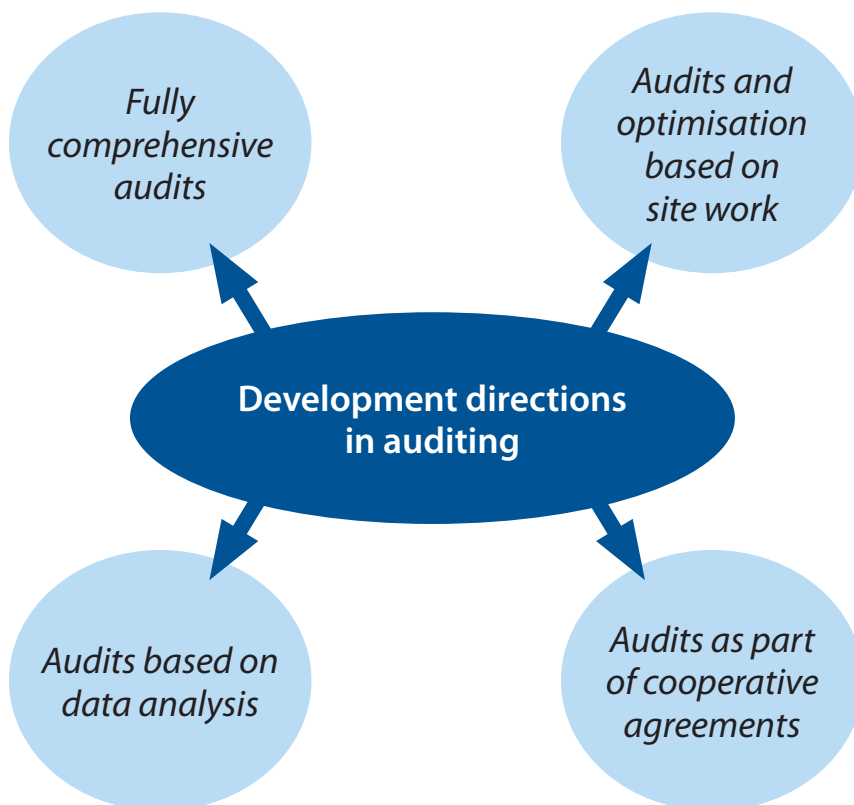 Fully
comprehensive
audits
Audits and
optimisation
based on
site work
Development directions
in auditing
Audits based on
data analysis
Audits as part
of cooperative
agreements